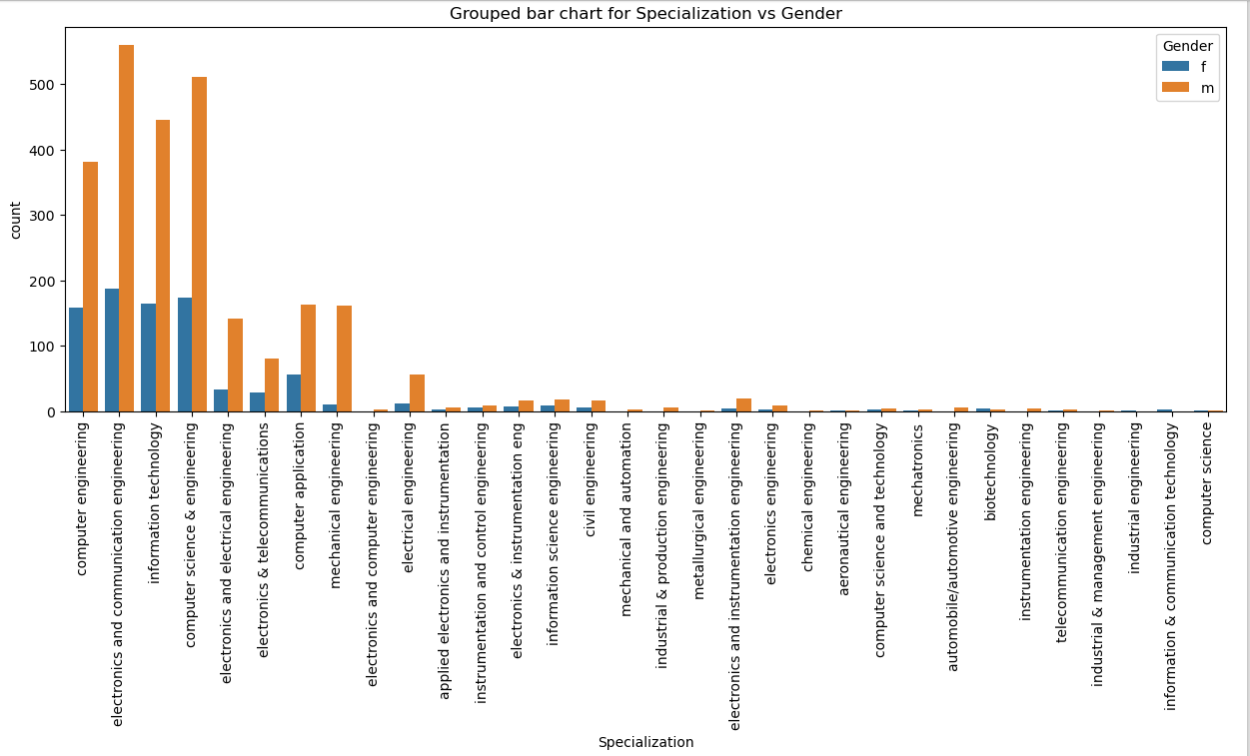 Grouped bar chart for Specialization vs Gender
Gender
f
m
500
400
300
200
100
0
count
computer engineering
electronics and communication engineering
information technology
computer science & engineering
electronics and electrical engineering
electronics & telecommunications
computer application
mechanical engineering
electronics and computer engineering
electrical engineering
applied electronics and instrumentation
instrumentation and control engineering
electronics & instrumentation eng
information science engineering
civil engineering
mechanical and automation
industrial & production engineering
metallurgical engineering
electronics and instrumentation engineering
electronics engineering
chemical engineering
aeronautical engineering
computer science and technology
mechatronics
automobile/automotive engineering
biotechnology
instrumentation engineering
telecommunication engineering
industrial & management engineering
industrial engineering
information & communication technology
computer science
Specialization